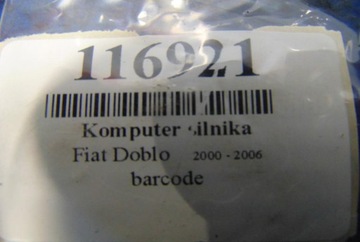 116921
Komputer silnika
Fiat Doblo 2000 - 2006
barcode